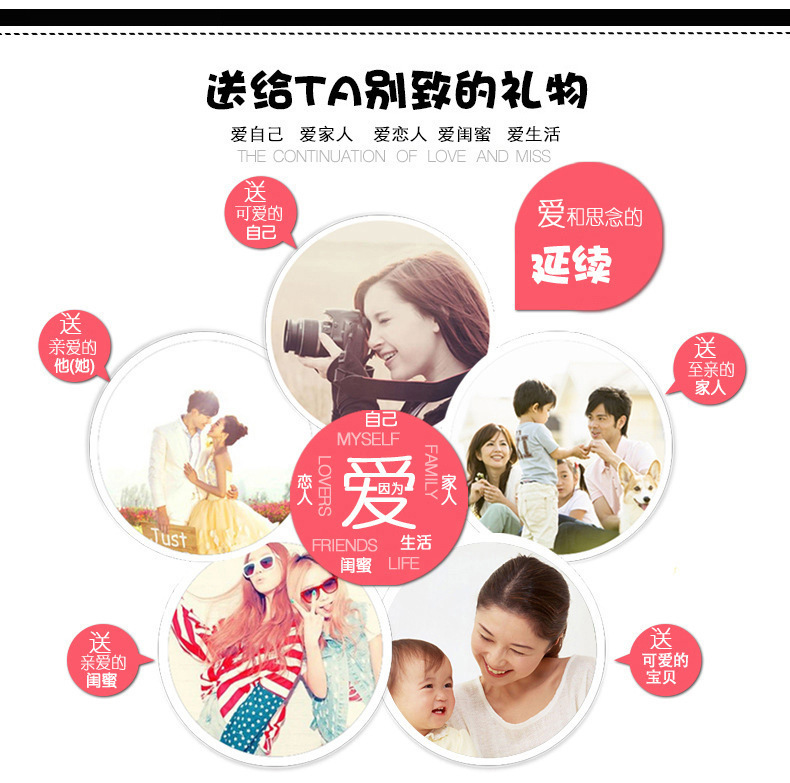 送给TA别致的礼物
爱自己 爱家人 爱恋人 爱闺蜜 爱生活
THE CONTINUATION OF LOVE AND MISS
送
可爱的
自己
爱和思念的
延续
送
亲爱的
他(她)
送
至亲的
家人
自己
MYSELF
恋人
LOVERS
爱
因为
FAMILY
家人
FRIENDS
闺蜜
生活
LIFE
Just
送
亲爱的
闺蜜
送
可爱的
宝贝